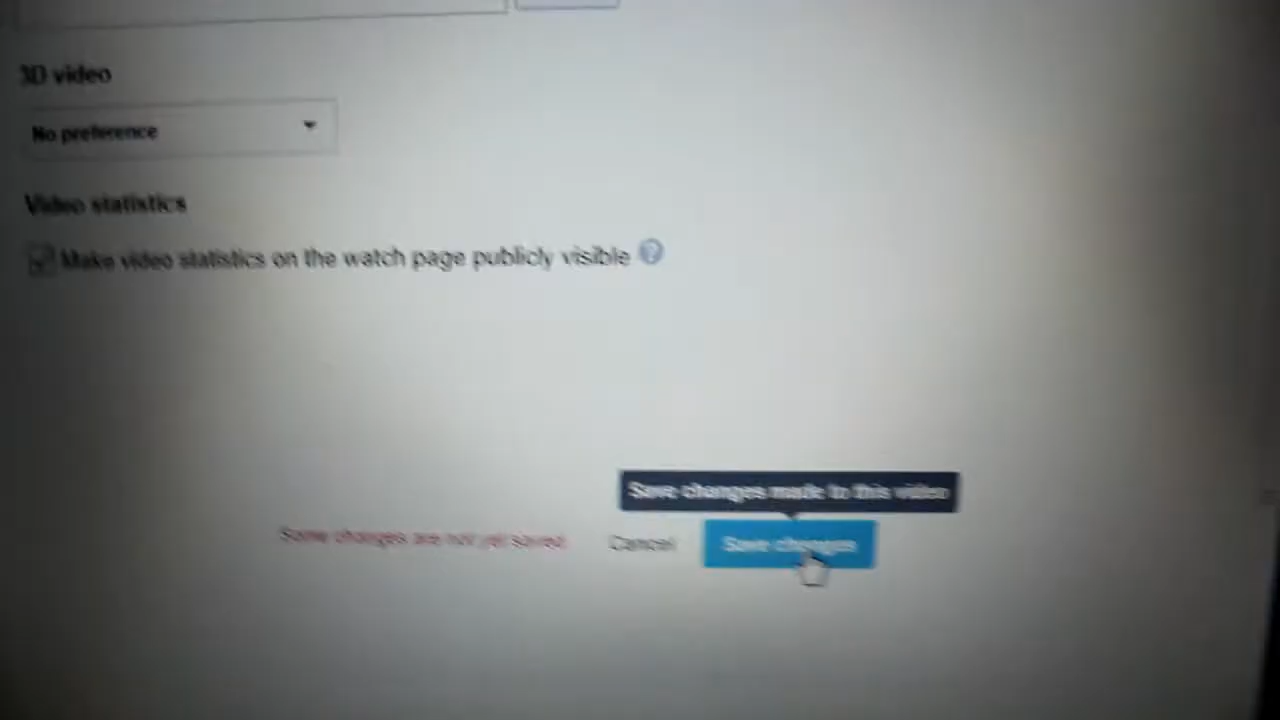 3D video
No preference
Video statistics
Make video statistics on the watch page publicly visible ?
Save changes made to this video
Some changes are not yet saved.
Cancel
Save changes